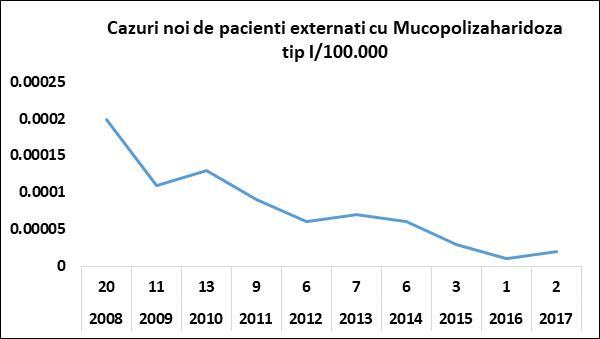 Cazuri noi de pacienti externati cu Mucopolizaharidoza
tip I/100.000
0.00025
0.0002
0.00015
0.0001
0.00005
0
20 11 13 9 6 7 6 3 1 2
2008 2009 2010 2011 2012 2013 2014 2015 2016 2017